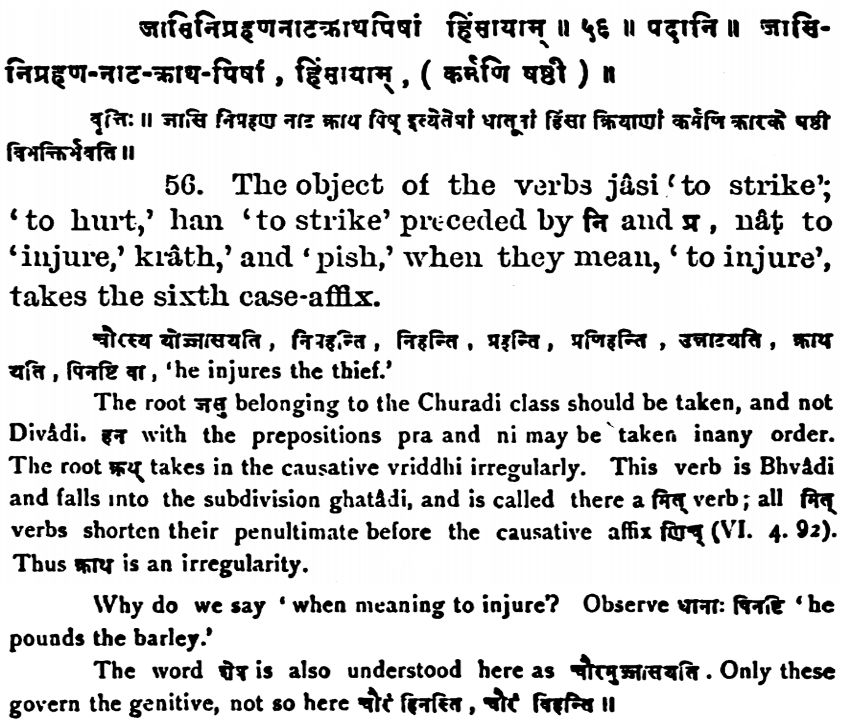 जासिनिप्रहणनाटक्राथपिषां हिंसायाम् ॥ ५६ ॥ पदानि ॥ जासि-
निप्रहण-नाट-क्राथ-पिषां , हिंसायाम् , ( कर्मणि षष्ठी ) ॥
वृत्तिः ॥ जासि निप्रहण नाट क्राथ पिष् इत्येतेषां धातूनां हिंसा क्रियाणां कर्मणि कारके षष्ठी
विभक्तिर्भवति ॥
56. The object of the verbs jâsi ‘to strike’;
‘to hurt,’ han ‘to strike’ preceded by नि and प्र , nâṭ to
‘injure,’ krâth,’ and ‘pish,’ when they mean, ‘to injure’,
takes the sixth case-affix.
चौरस्य योज्जासयति , निप्रहन्ति , निहन्ति , प्रहन्ति , प्रणिहन्ति , उन्नाटयति , क्राथ
यति , पिनष्टि वा , ‘he injures the thief.’
The root जसु belonging to the Churadi class should be taken, and not
Divâdi. हन with the prepositions pra and ni may be taken inany order.
The root क्रथ् takes in the causative vriddhi irregularly. This verb is Bhvâdi
and falls into the subdivision ghatâdi, and is called there a मित् verb; all मित्
verbs shorten their penultimate before the causative affix णिच् (VI. 4. 92).
Thus क्राथ is an irregularity.
Why do we say ‘when meaning to injure? Observe धानाः पिनष्टि ‘he
pounds the barley.’
The word शेष is also understood here as चौरमुज्जासयति . Only these
govern the genitive, not so here चौरं हिनस्ति , चौरं विहन्ति ॥